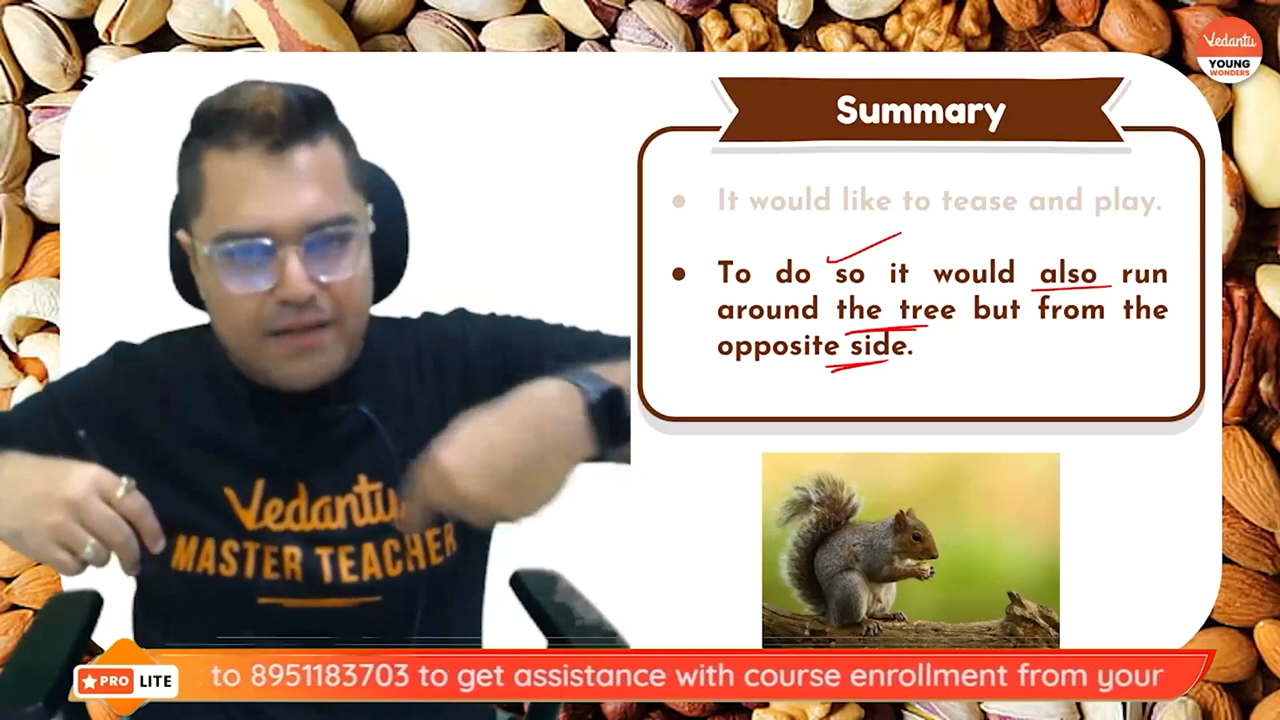 Vedantu
YOUNG
WONDERS
Summary
• It would like to tease and play.
• To do so it would also run
around the tree but from the
opposite side.
Vedantu
MASTER TEACHER
PRO LITE
to 8951183703 to get assistance with course enrollment from your